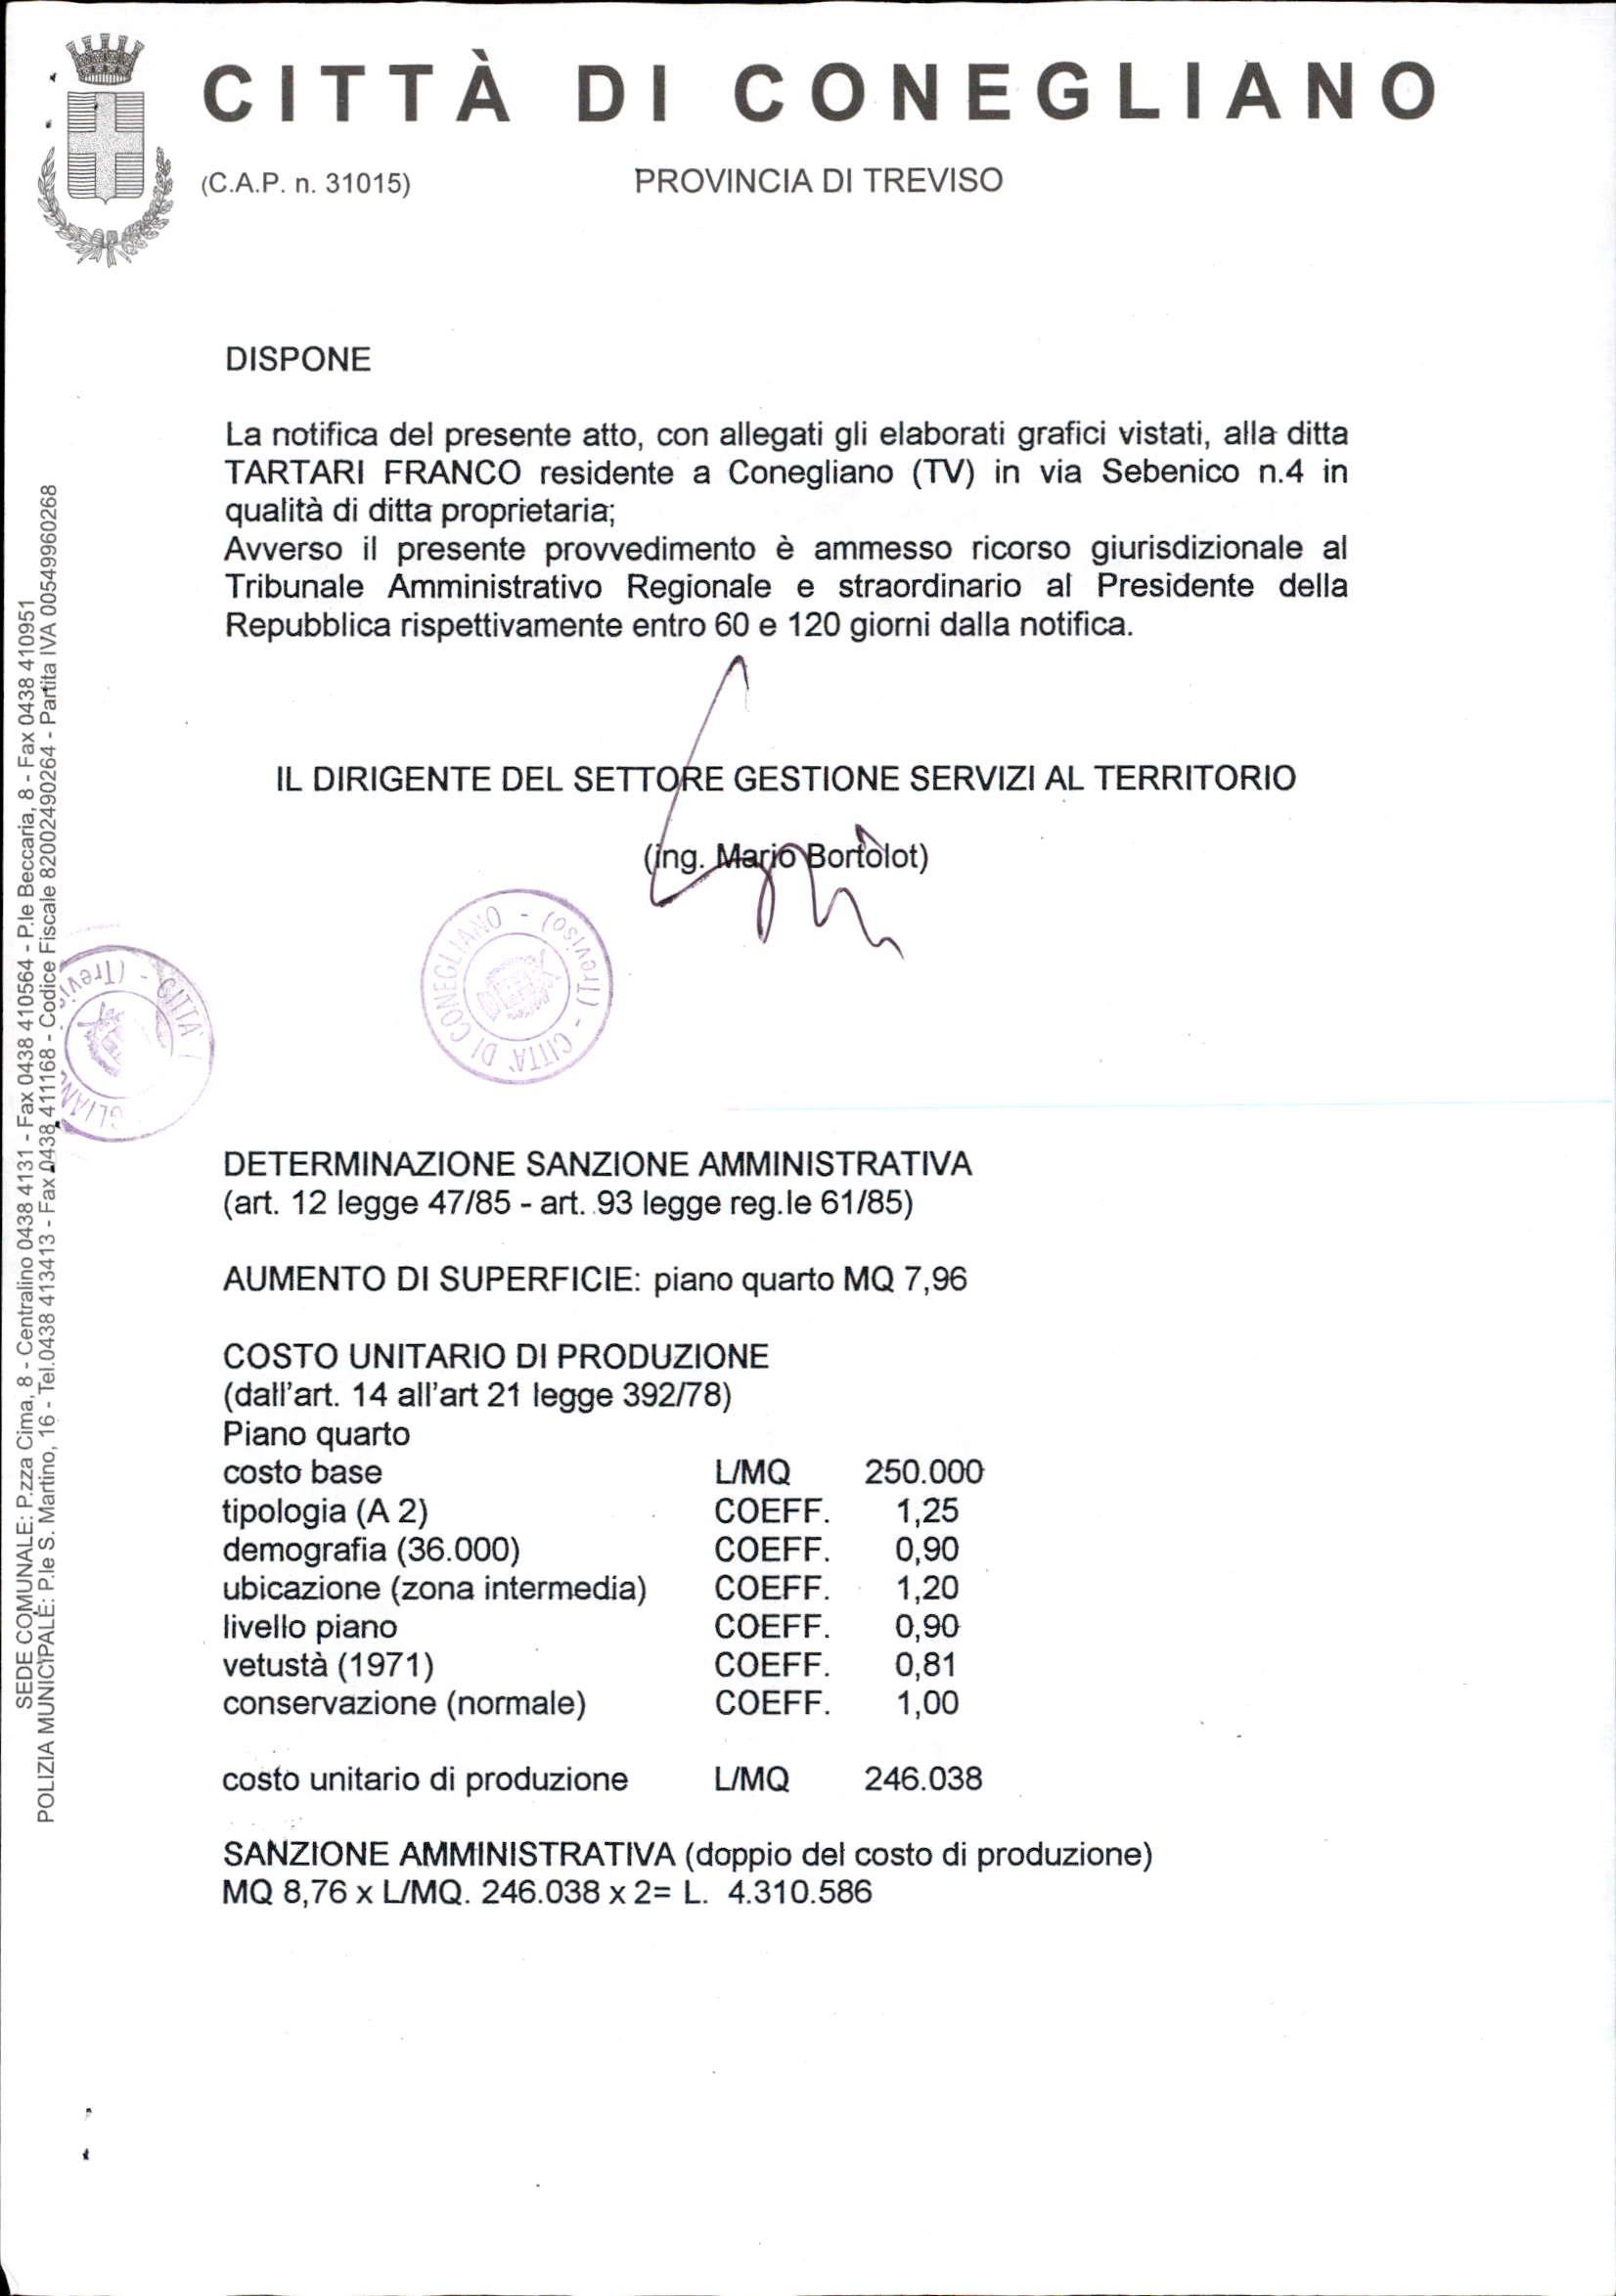 CITTÀ DI CONEGLIANO
(C.A.P. n. 31015)
PROVINCIA DI TREVISO
DISPONE
La notifica del presente atto, con allegati gli elaborati grafici vistati, alla ditta
TARTARI FRANCO residente a Conegliano (TV) in via Sebenico n.4 in
qualità di ditta proprietaria;
Avverso il presente provvedimento è ammesso ricorso giurisdizionale al
Tribunale Amministrativo Regionale e straordinario al Presidente della
Repubblica rispettivamente entro 60 e 120 giorni dalla notifica.
IL DIRIGENTE DEL SETTORE GESTIONE SERVIZI AL TERRITORIO
(ing. Mario Bortolot)
CITTA' DI CONEGLIANO - (Treviso) -
CITTA' (Trevis GLIANO
SEDE COMUNALE: P.zza Cima, 8 - Centralino 0438 4131 - Fax 0438 410564 - P.le Beccaria, 8 - Fax 0438 410951
POLIZIA MUNICIPALE: P.le S. Martino, 16 - Tel.0438 413413 - Fax 0438 411168 - Codice Fiscale 82002490264 - Partita IVA 00549960268
DETERMINAZIONE SANZIONE AMMINISTRATIVA
(art. 12 legge 47/85 - art. 93 legge reg.le 61/85)
AUMENTO DI SUPERFICIE: piano quarto MQ 7,96
COSTO UNITARIO DI PRODUZIONE
(dall'art. 14 all'art 21 legge 392/78)
Piano quarto
costo base L/MQ 250.000
tipologia (A 2) COEFF. 1,25
demografia (36.000) COEFF. 0,90
ubicazione (zona intermedia) COEFF. 1,20
livello piano COEFF. 0,90
vetustà (1971) COEFF. 0,81
conservazione (normale) COEFF. 1,00
costo unitario di produzione L/MQ 246.038
SANZIONE AMMINISTRATIVA (doppio del costo di produzione)
MQ 8,76 x L/MQ. 246.038 x 2= L. 4.310.586